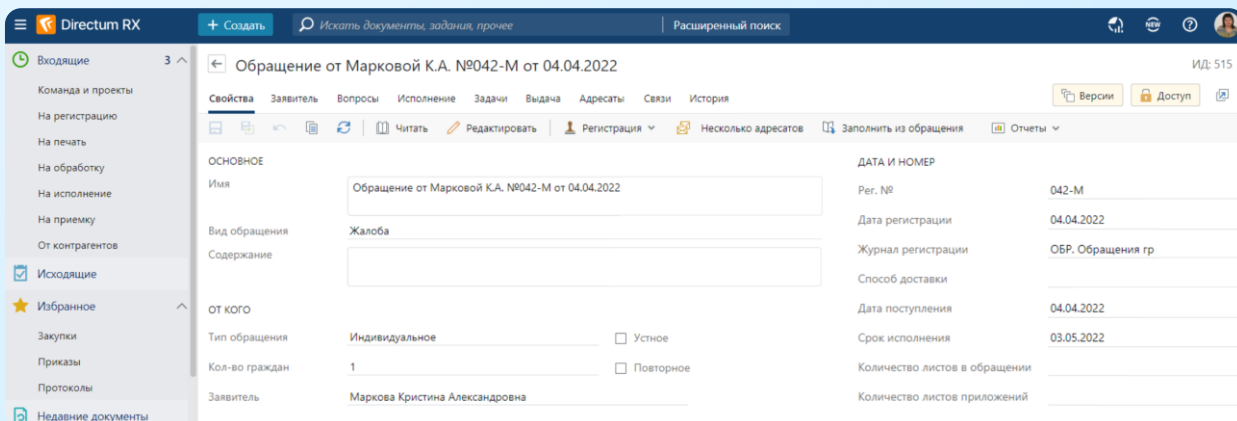 Directum RX
+ Создать
Искать документы, задания, прочее
Расширенный поиск
NEW
Входящие 3
Команда и проекты
На регистрацию
На печать
На обработку
На исполнение
На приемку
От контрагентов
Исходящие
Избранное
Закупки
Приказы
Протоколы
Недавние документы
Обращение от Марковой К.А. №042-М от 04.04.2022
ИД: 515
Свойства Заявитель Вопросы Исполнение Задачи Выдача Адресаты Связи История
Версии Доступ
Читать Редактировать Регистрация Несколько адресатов Заполнить из обращения Отчеты
ОСНОВНОЕ
Имя Обращение от Марковой К.А. №042-М от 04.04.2022
Вид обращения Жалоба
Содержание
ОТ КОГО
Тип обращения Индивидуальное Устное
Кол-во граждан 1 Повторное
Заявитель Маркова Кристина Александровна
ДАТА И НОМЕР
Рег. № 042-М
Дата регистрации 04.04.2022
Журнал регистрации ОБР. Обращения гр
Способ доставки
Дата поступления 04.04.2022
Срок исполнения 03.05.2022
Количество листов в обращении
Количество листов приложений